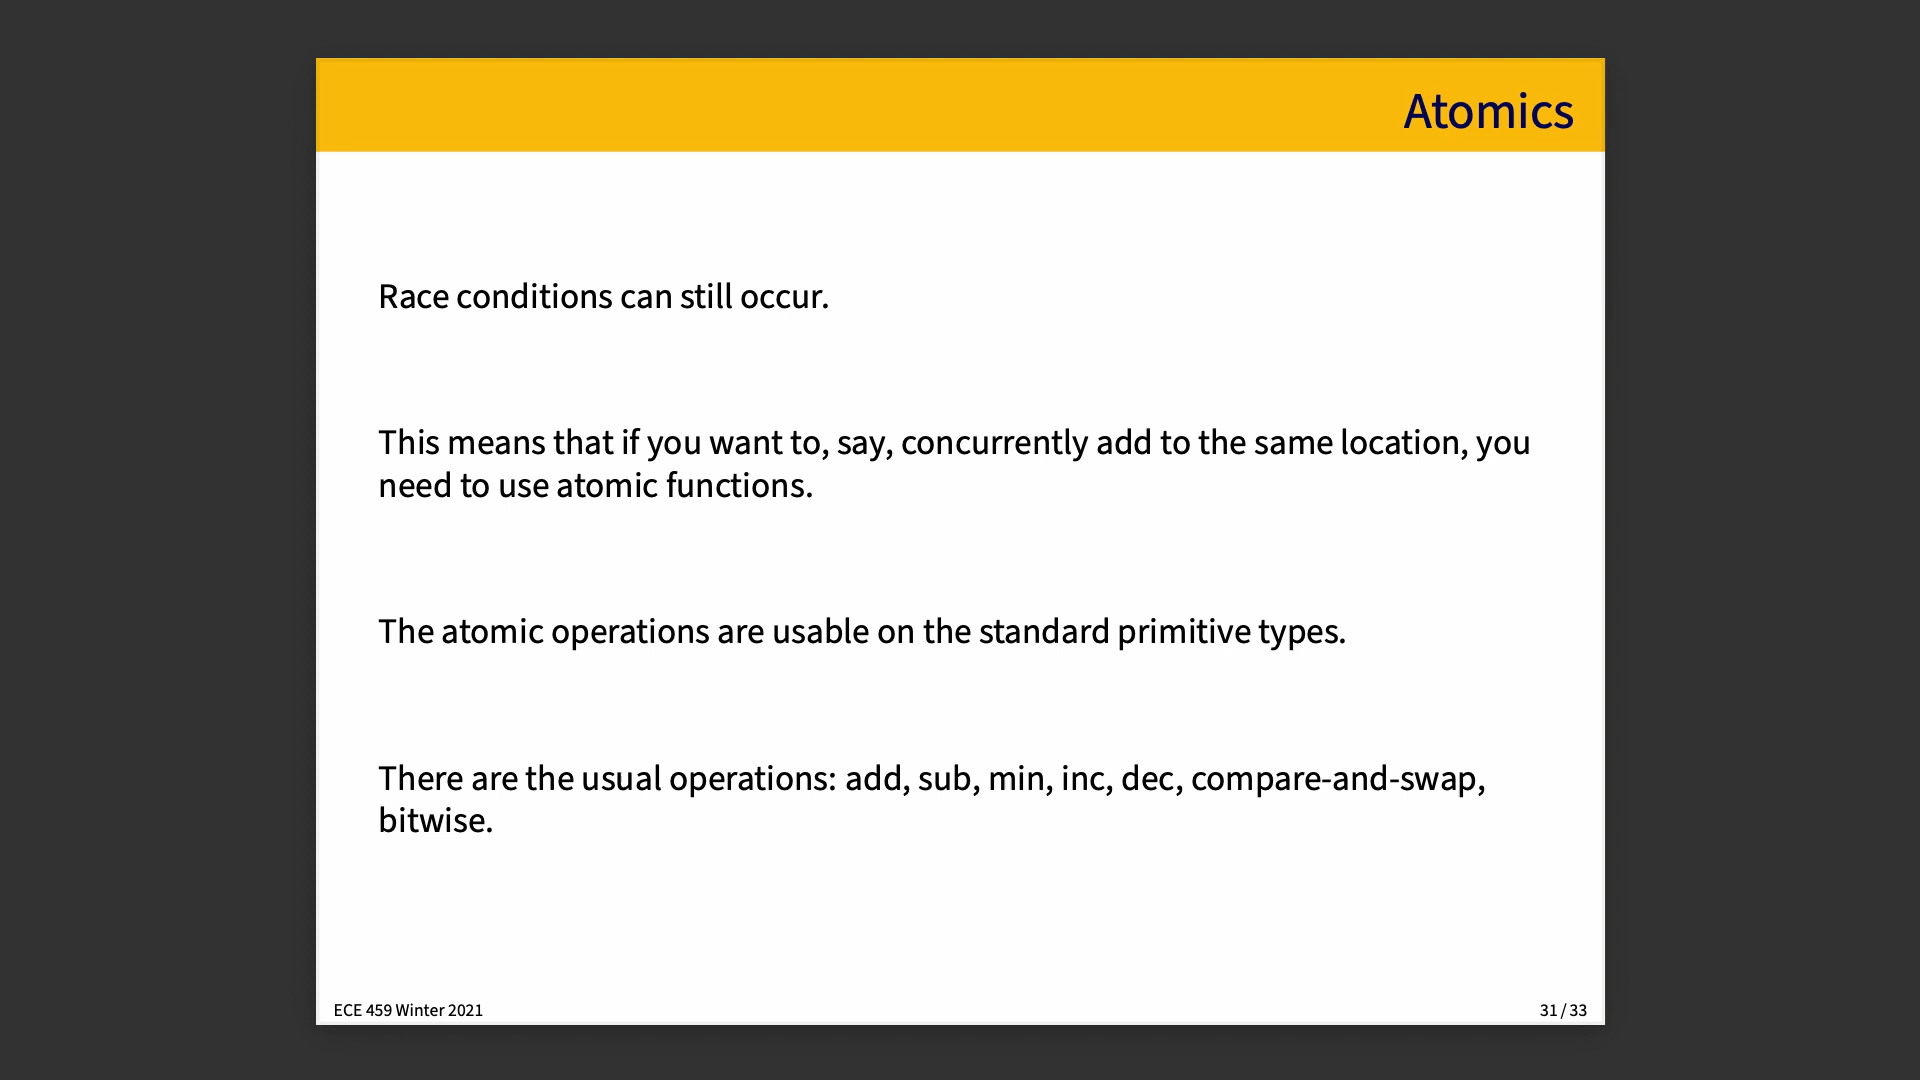 Atomics
Race conditions can still occur.
This means that if you want to, say, concurrently add to the same location, you
need to use atomic functions.
The atomic operations are usable on the standard primitive types.
There are the usual operations: add, sub, min, inc, dec, compare-and-swap,
bitwise.
ECE 459 Winter 2021
31 / 33